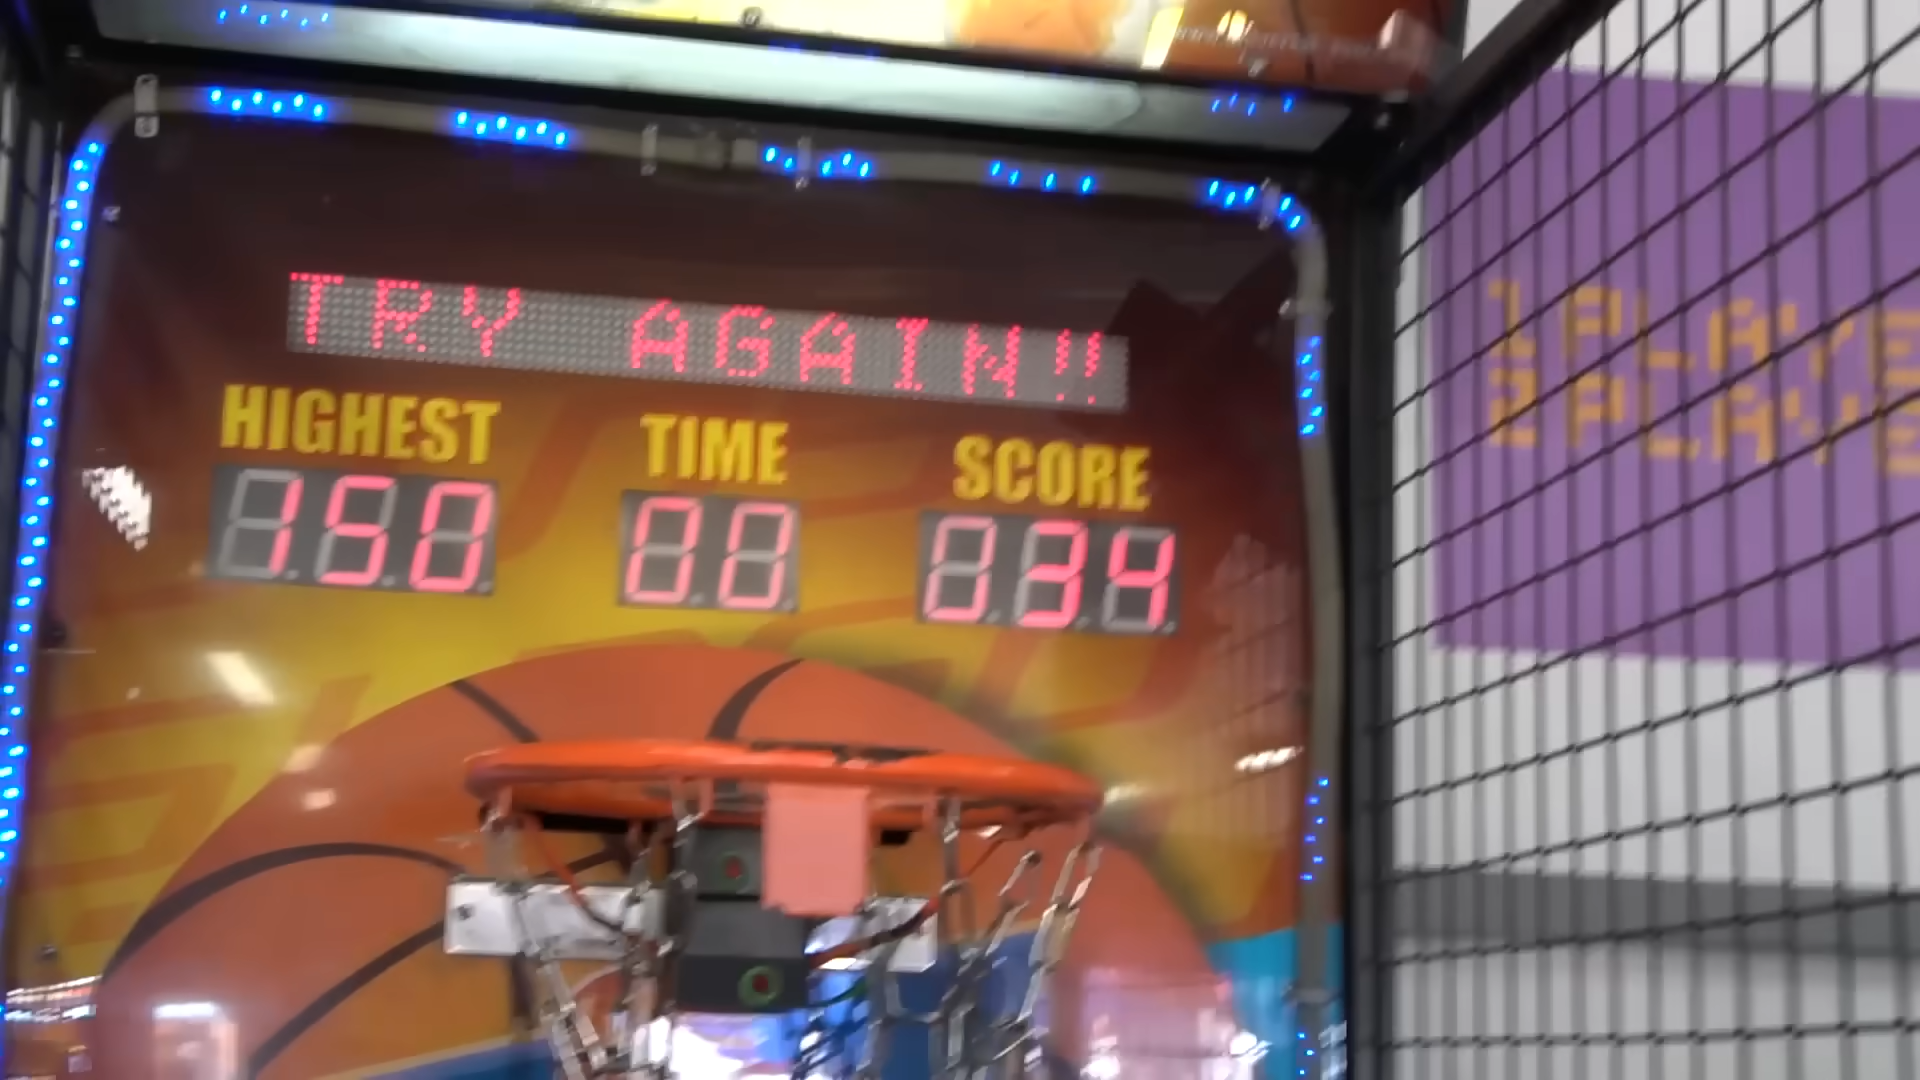 TRY AGAIN!!
HIGHEST TIME SCORE
150 00 034
1 PLAYE
2 PLAYE